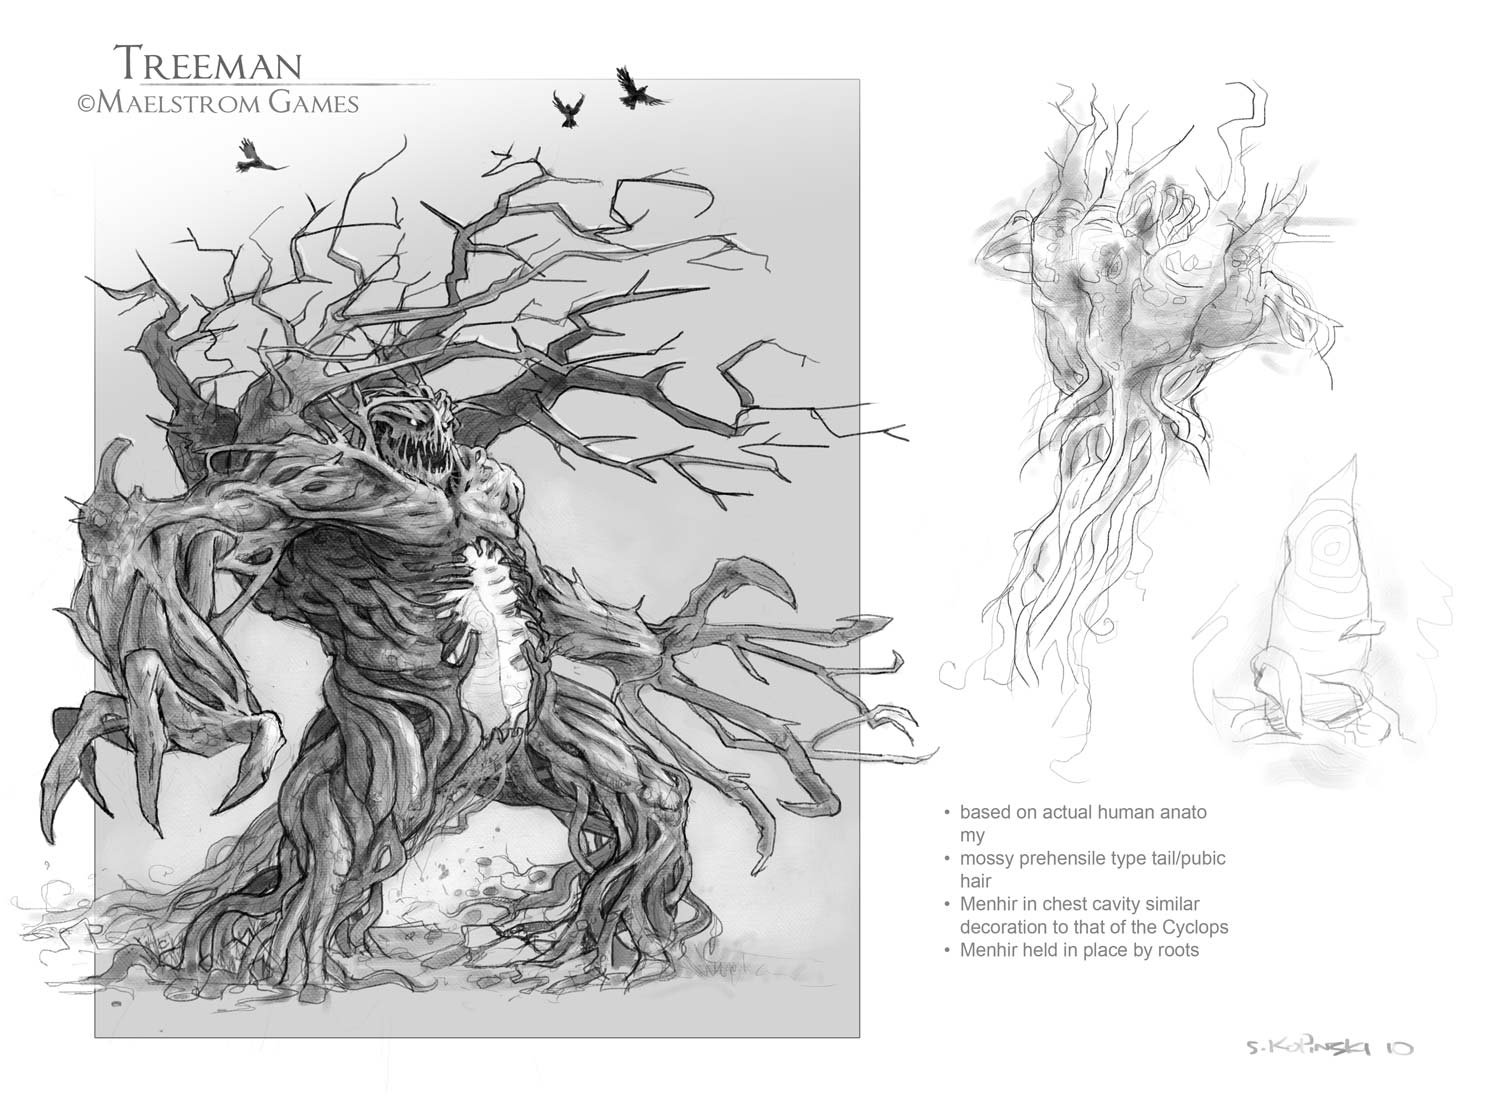 TREEMAN
©MAELSTROM GAMES
• based on actual human anato
my
• mossy prehensile type tail/pubic
hair
• Menhir in chest cavity similar
decoration to that of the Cyclops
• Menhir held in place by roots
S. KOPINSKI 10